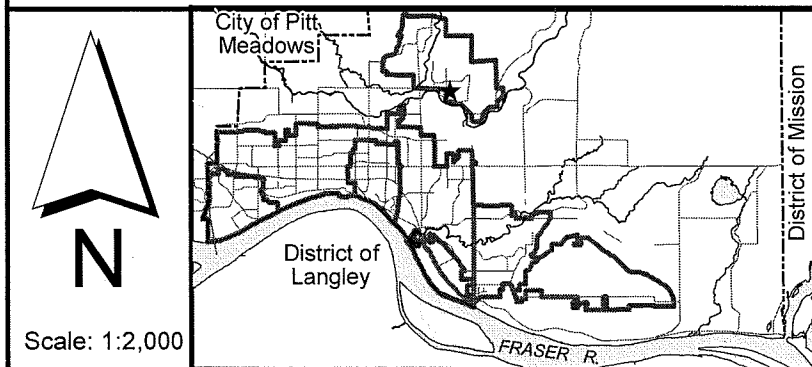 City of Pitt
Meadows
District of Mission
District of
Langley
N
Scale: 1:2,000
FRASER R.